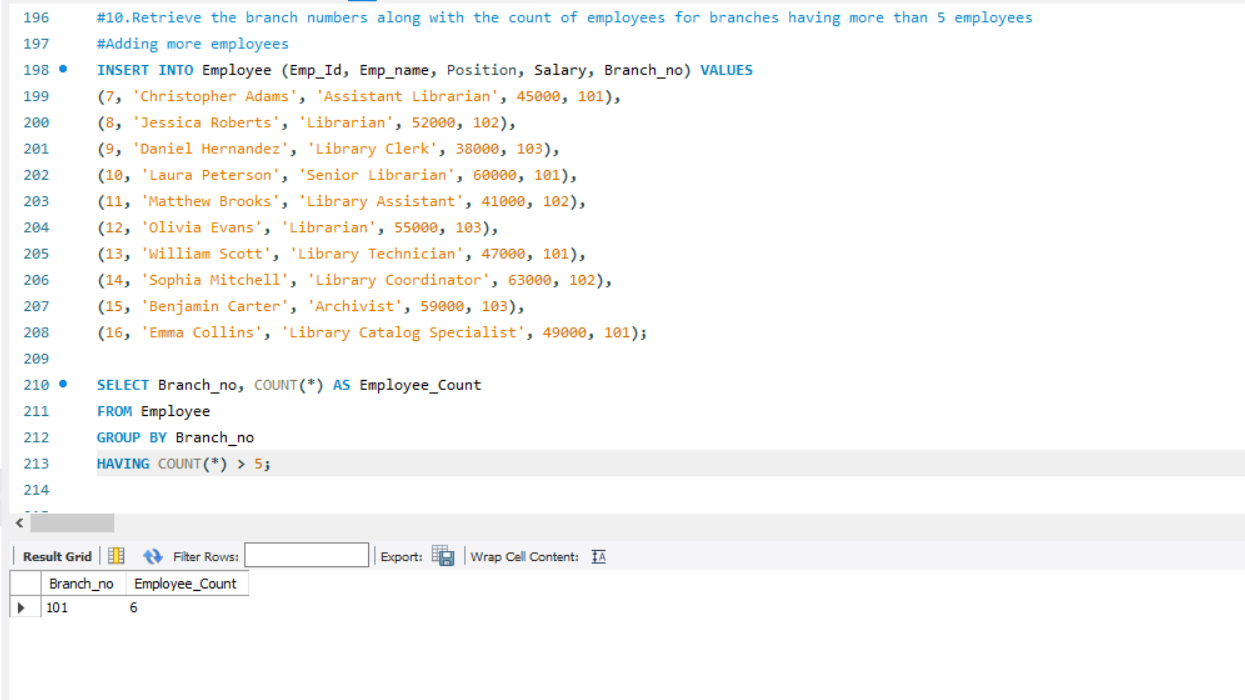 196 #10.Retrieve the branch numbers along with the count of employees for branches having more than 5 employees
197 #Adding more employees
198 INSERT INTO Employee (Emp_Id, Emp_name, Position, Salary, Branch_no) VALUES
199 (7, 'Christopher Adams', 'Assistant Librarian', 45000, 101),
200 (8, 'Jessica Roberts', 'Librarian', 52000, 102),
201 (9, 'Daniel Hernandez', 'Library Clerk', 38000, 103),
202 (10, 'Laura Peterson', 'Senior Librarian', 60000, 101),
203 (11, 'Matthew Brooks', 'Library Assistant', 41000, 102),
204 (12, 'Olivia Evans', 'Librarian', 55000, 103),
205 (13, 'William Scott', 'Library Technician', 47000, 101),
206 (14, 'Sophia Mitchell', 'Library Coordinator', 63000, 102),
207 (15, 'Benjamin Carter', 'Archivist', 59000, 103),
208 (16, 'Emma Collins', 'Library Catalog Specialist', 49000, 101);
209
210 SELECT Branch_no, COUNT(*) AS Employee_Count
211 FROM Employee
212 GROUP BY Branch_no
213 HAVING COUNT(*) > 5;
214
Result Grid Filter Rows: Export: Wrap Cell Content:
Branch_no Employee_Count
101 6